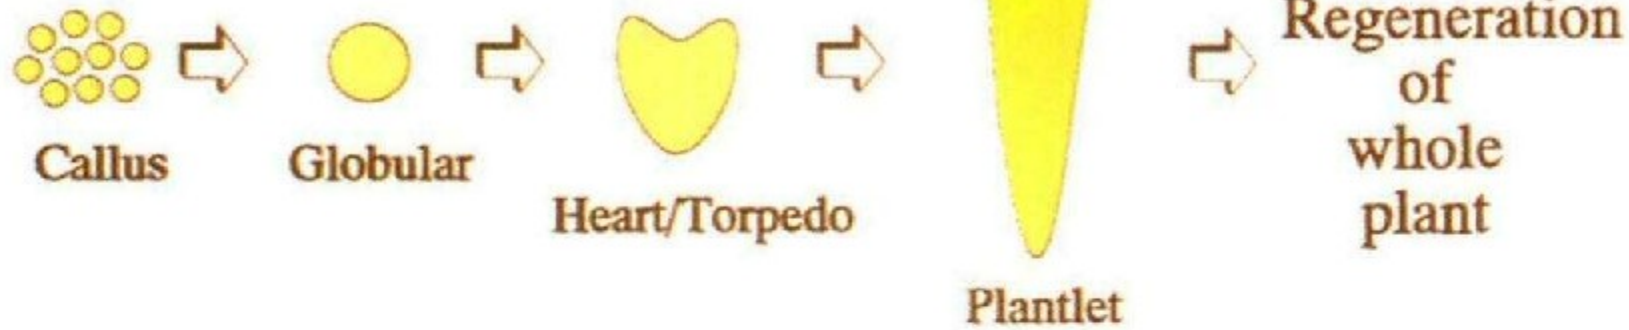 Callus
Globular
Heart/Torpedo
Plantlet
Regeneration
of
whole
plant